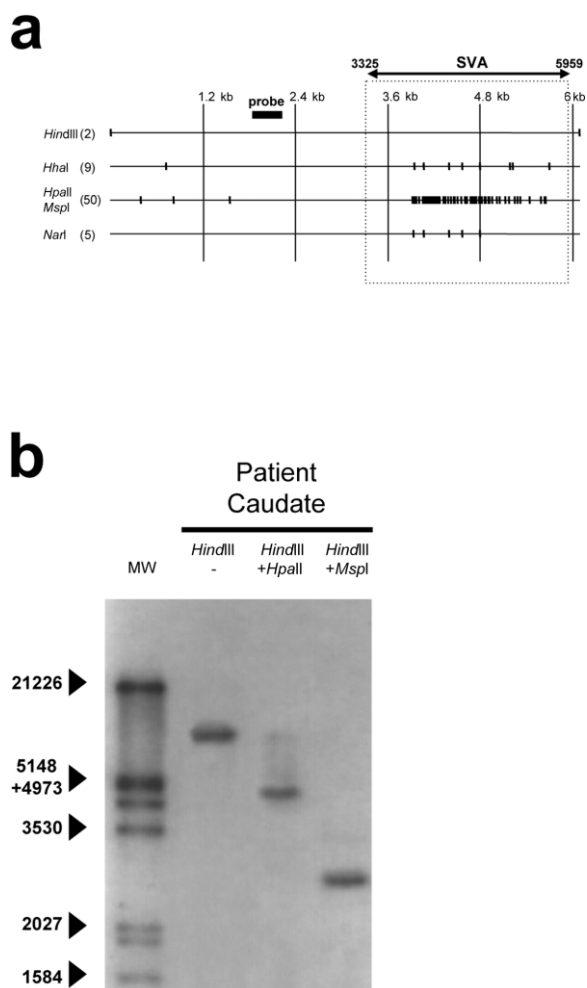 a
3325 SVA 5959
1.2 kb probe 2.4 kb 3.6 kb 4.8 kb 6 kb
HindIII (2)
HhaI (9)
HpaII
MspI (50)
NarI (5)
b
Patient
Caudate
MW HindIII - HindIII +HpaII HindIII +MspI
21226
5148
+4973
3530
2027
1584